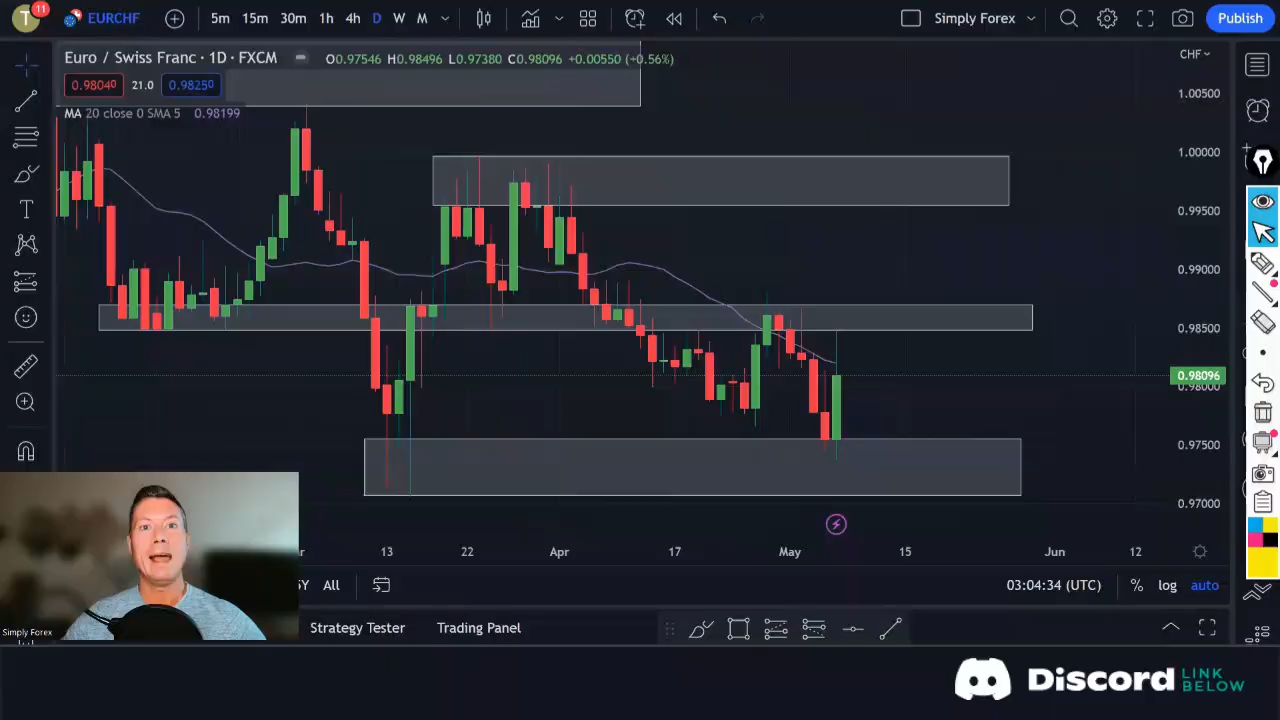 T
11
EURCHF
5m 15m 30m 1h 4h D W M
Simply Forex
Publish
Euro / Swiss Franc · 1D · FXCM
O0.97546 H0.98496 L0.97380 C0.98096 +0.00550 (+0.56%)
CHF
0.98040 21.0 0.98250
MA 20 close 0 SMA 5 0.98199
1.00500
1.00000
0.99500
0.99000
0.98500
0.98096
0.98000
0.97500
0.97000
13 22 Apr 17 May 15 Jun 12
All
03:04:34 (UTC)
% log auto
Strategy Tester Trading Panel
Simply Forex
Discord LINK BELOW